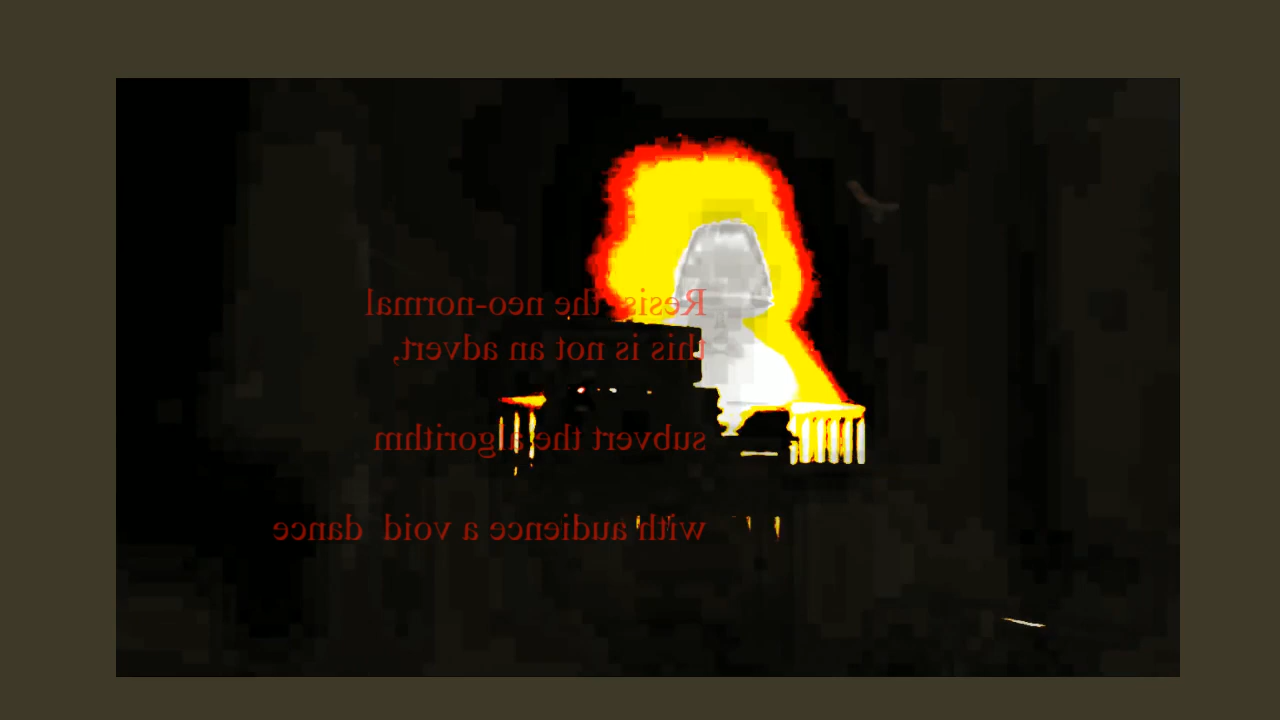 Resist the neo-normal
this is not an advert,
subvert the algorithm
with audience a void dance